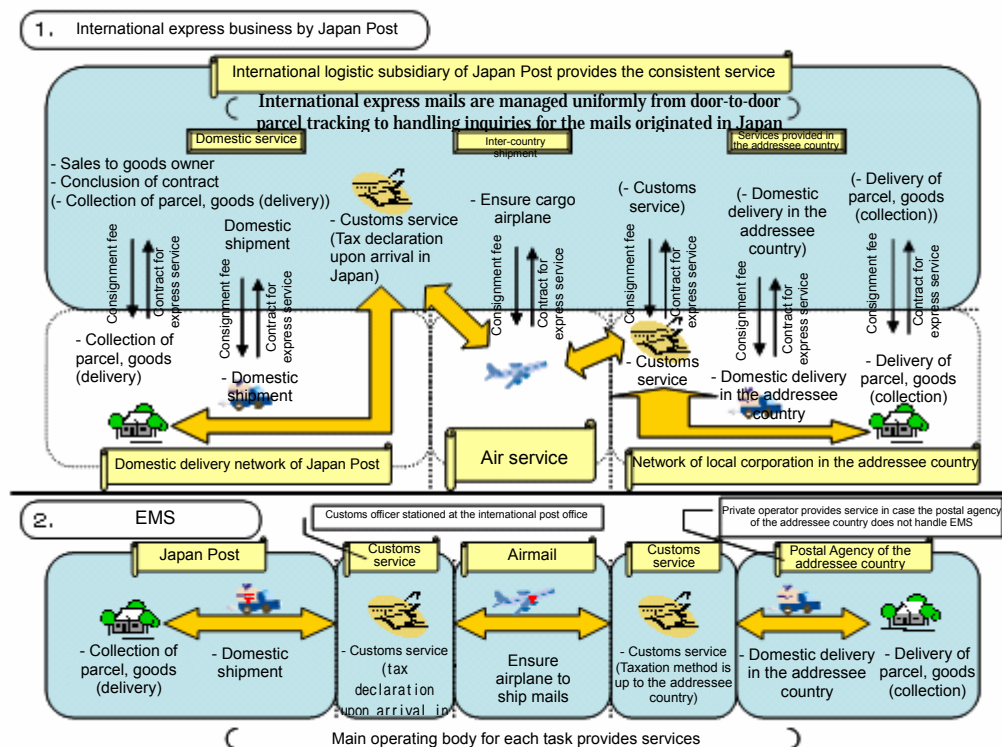 1. International express business by Japan Post
International logistic subsidiary of Japan Post provides the consistent service
International express mails are managed uniformly from door-to-door
parcel tracking to handling inquiries for the mails originated in Japan
Domestic service
Inter-country
shipment
Services provided in
the addressee country
- Sales to goods owner
- Conclusion of contract
(- Collection of parcel, goods (delivery))
Domestic
shipment
- Customs service
(Tax declaration
upon arrival in
Japan)
- Ensure cargo
airplane
(- Customs
service)
(- Domestic
delivery in the
addressee
country)
(- Delivery of
parcel, goods
(collection))
Consignment fee
Contract for
express service
Consignment fee
Contract for
express service
Consignment fee
Contract for
express service
Consignment fee
Contract for
express service
Consignment fee
Contract for
express service
Consignment fee
Contract for
express service
- Collection of
parcel, goods
(delivery)
- Domestic
shipment
- Customs
service
- Domestic delivery
in the addressee
country
- Delivery of
parcel, goods
(collection)
Domestic delivery network of Japan Post
Air service
Network of local corporation in the addressee country
2. EMS
Customs officer stationed at the international post office
Private operator provides service in case the postal agency
of the addressee country does not handle EMS
Japan Post
Customs
service
Airmail
Customs
service
Postal Agency of the
addressee country
- Collection of
parcel, goods
(delivery)
- Domestic
shipment
- Customs service
(tax
declaration
upon arrival in
Ensure
airplane to
ship mails
- Customs service
(Taxation method is
up to the addressee
country)
- Domestic delivery
in the addressee
country
- Delivery of
parcel, goods
(collection)
( Main operating body for each task provides services )